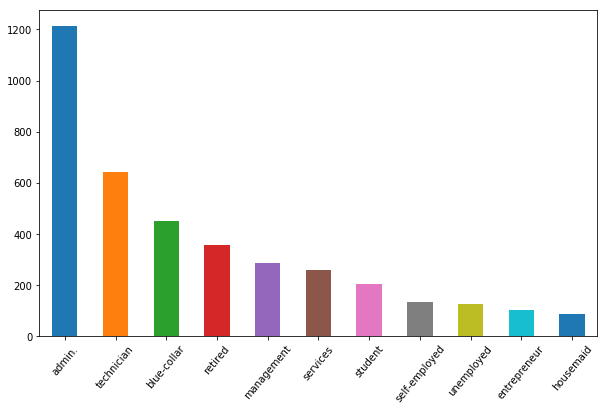 1200
1000
800
600
400
200
0
admin.
technician
blue-collar
retired
management
services
student
self-employed
unemployed
entrepreneur
housemaid